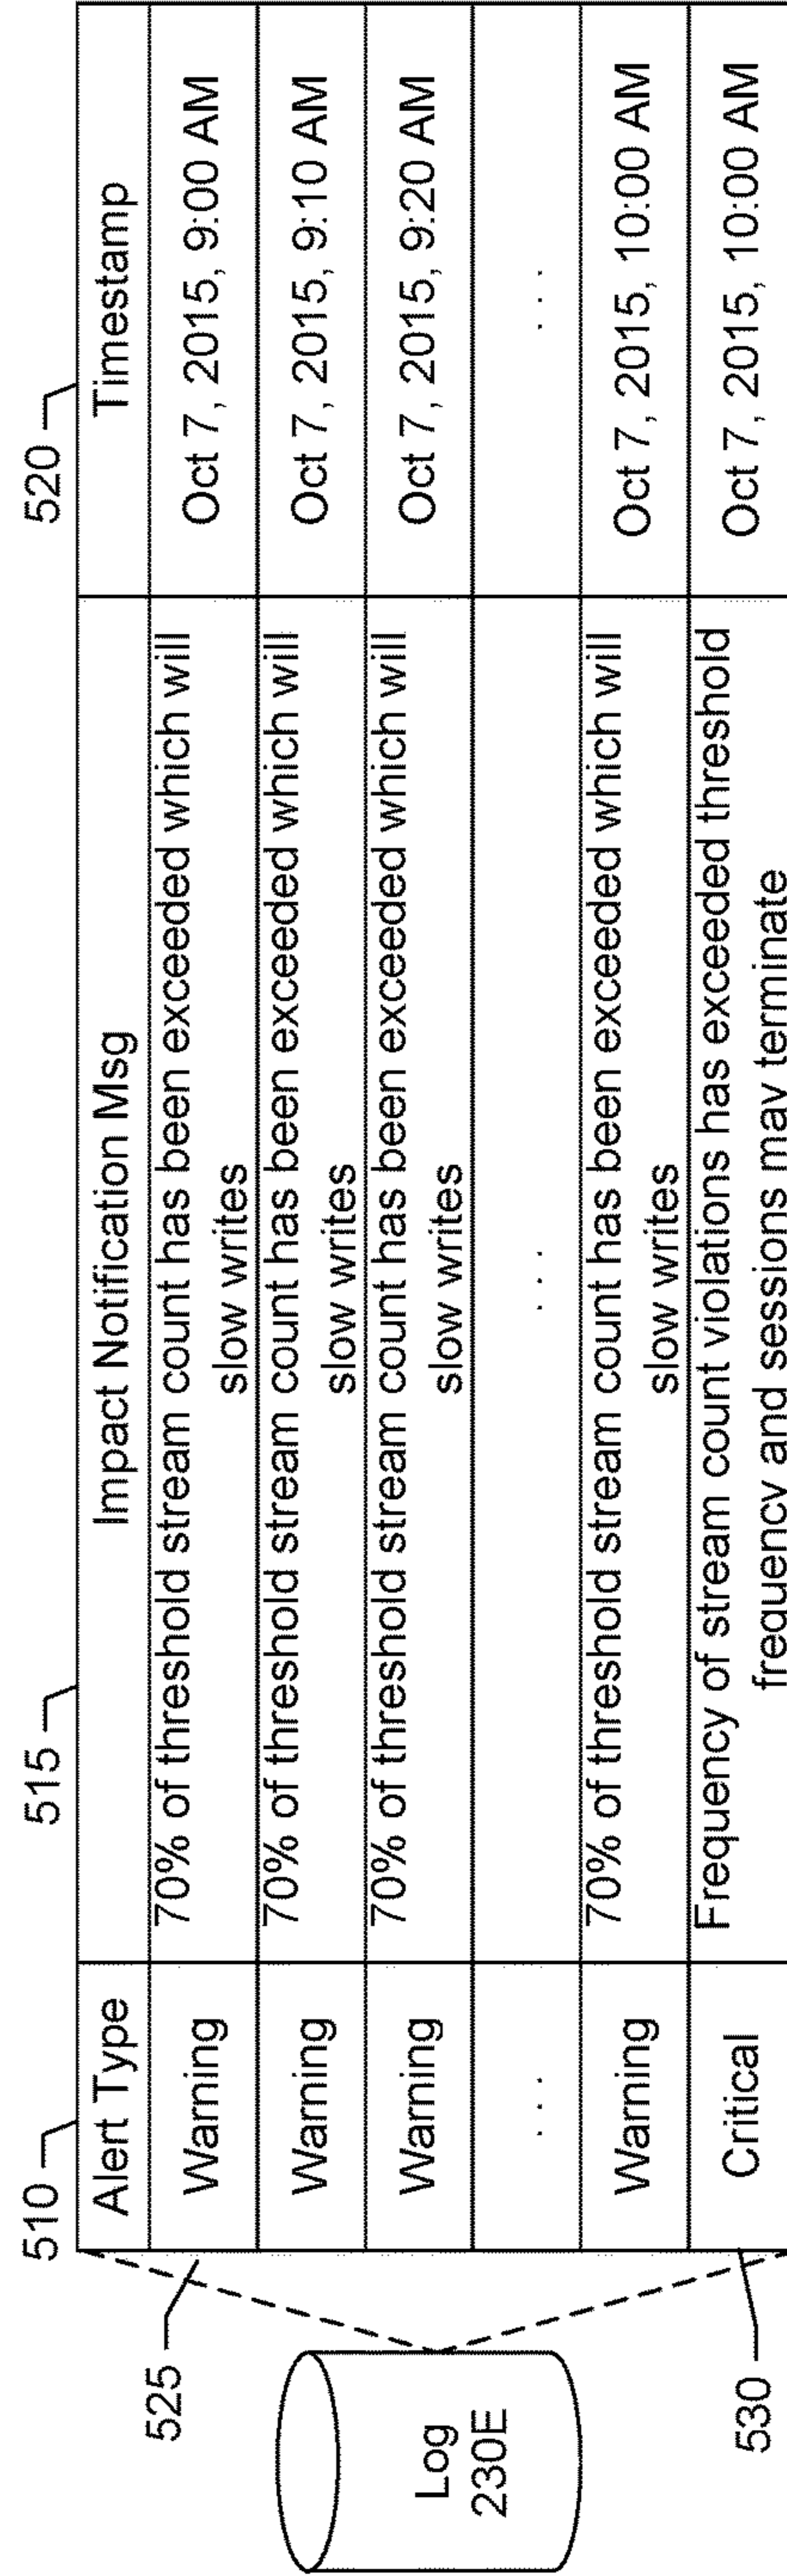 510
515
520
Alert Type
Impact Notification Msg
Timestamp
525
Warning
70% of threshold stream count has been exceeded which will
slow writes
Oct 7, 2015, 9:00 AM
Warning
70% of threshold stream count has been exceeded which will
slow writes
Oct 7, 2015, 9:10 AM
Warning
70% of threshold stream count has been exceeded which will
slow writes
Oct 7, 2015, 9:20 AM
. . .
. . .
. . .
Log
230E
Warning
70% of threshold stream count has been exceeded which will
slow writes
Oct 7, 2015, 10:00 AM
530
Critical
Frequency of stream count violations has exceeded threshold
frequency and sessions may terminate
Oct 7, 2015, 10:00 AM